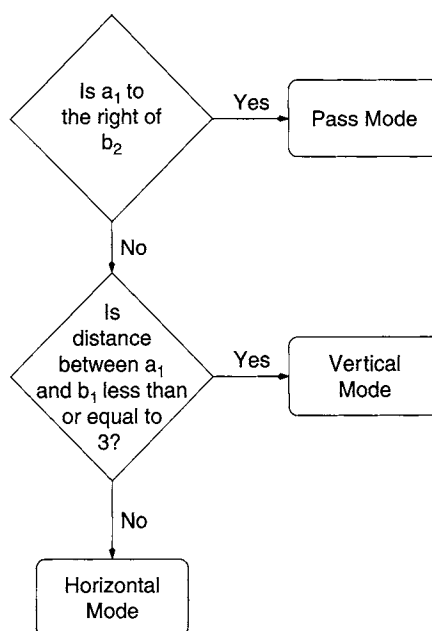 Is a₁ to
the right of
b₂
Yes
Pass Mode
No
Is
distance
between a₁
and b₁ less than
or equal to
3?
Yes
Vertical
Mode
No
Horizontal
Mode